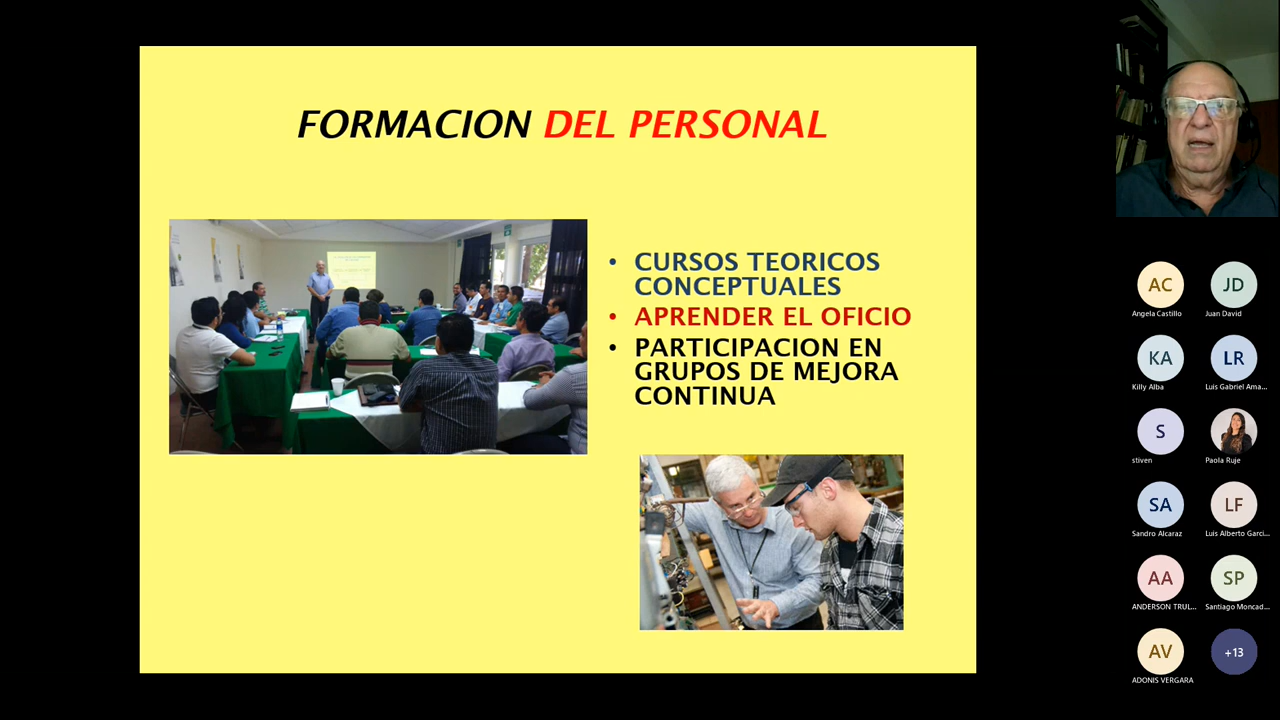 FORMACION DEL PERSONAL
• CURSOS TEORICOS
CONCEPTUALES
• APRENDER EL OFICIO
• PARTICIPACION EN
GRUPOS DE MEJORA
CONTINUA
AC
Angela Castillo
JD
Juan David
KA
Killy Alba
LR
Luis Gabriel Ama...
S
stiven
Paola Ruje
SA
Sandro Alcaraz
LF
Luis Alberto Garci...
AA
ANDERSON TRUL...
SP
Santiago Moncad...
AV
ADONIS VERGARA
+13